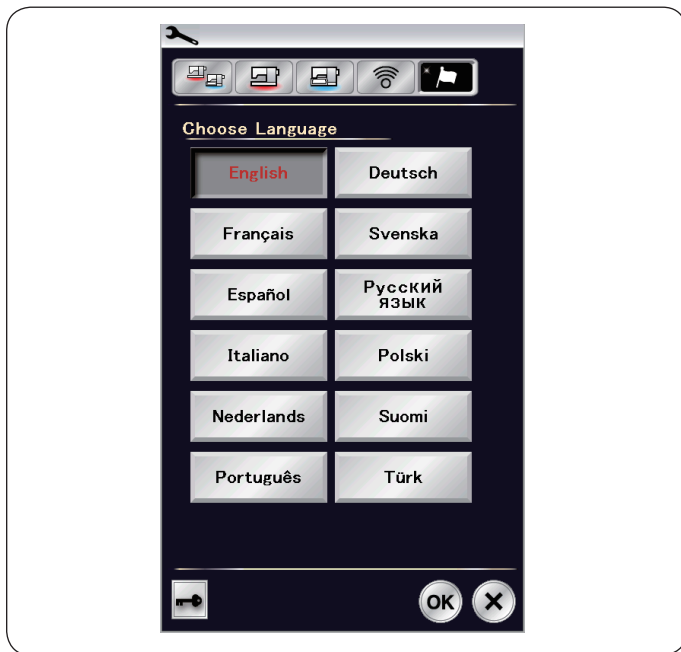 Choose Language
English
Deutsch
Français
Svenska
Español
Русский
язык
Italiano
Polski
Nederlands
Suomi
Português
Türk
OK